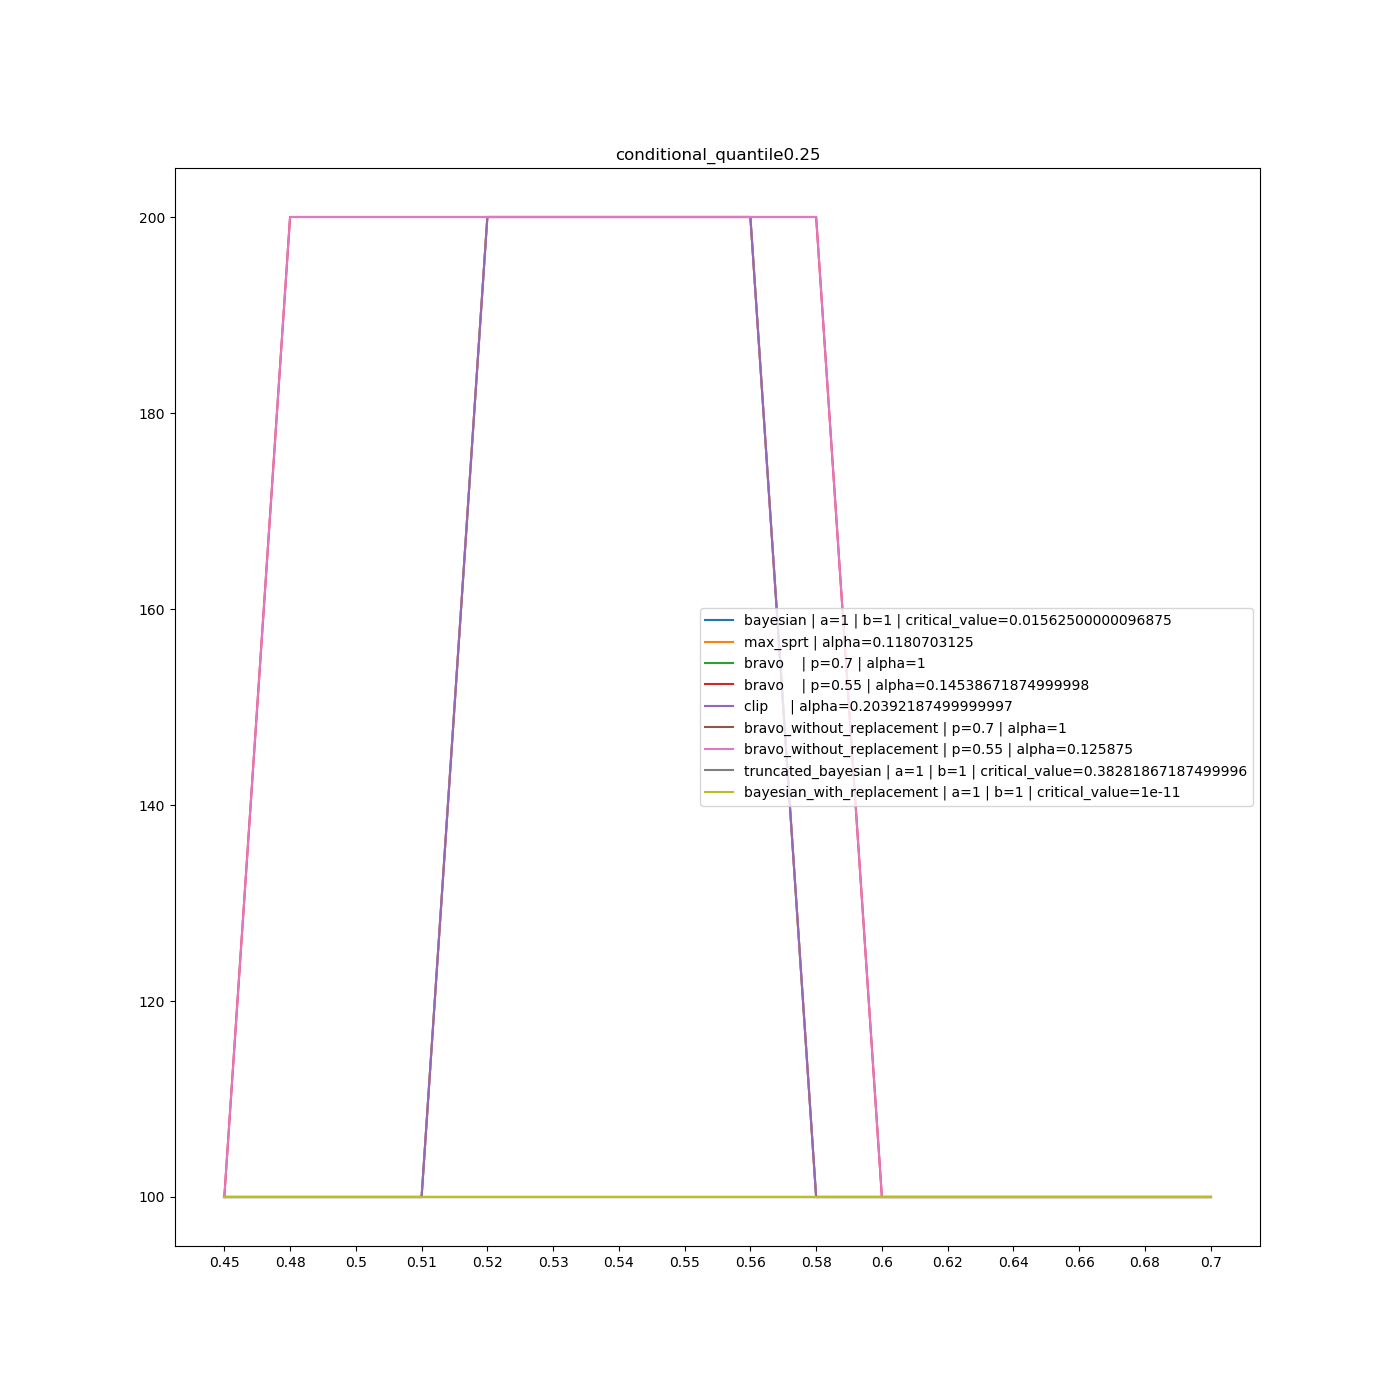 conditional_quantile0.25
200
180
160
140
120
100
bayesian | a=1 | b=1 | critical_value=0.01562500000096875
max_sprt | alpha=0.1180703125
bravo    | p=0.7 | alpha=1
bravo    | p=0.55 | alpha=0.14538671874999998
clip     | alpha=0.20392187499999997
bravo_without_replacement | p=0.7 | alpha=1
bravo_without_replacement | p=0.55 | alpha=0.125875
truncated_bayesian | a=1 | b=1 | critical_value=0.38281867187499996
bayesian_with_replacement | a=1 | b=1 | critical_value=1e-11
0.45 0.48 0.5 0.51 0.52 0.53 0.54 0.55 0.56 0.58 0.6 0.62 0.64 0.66 0.68 0.7